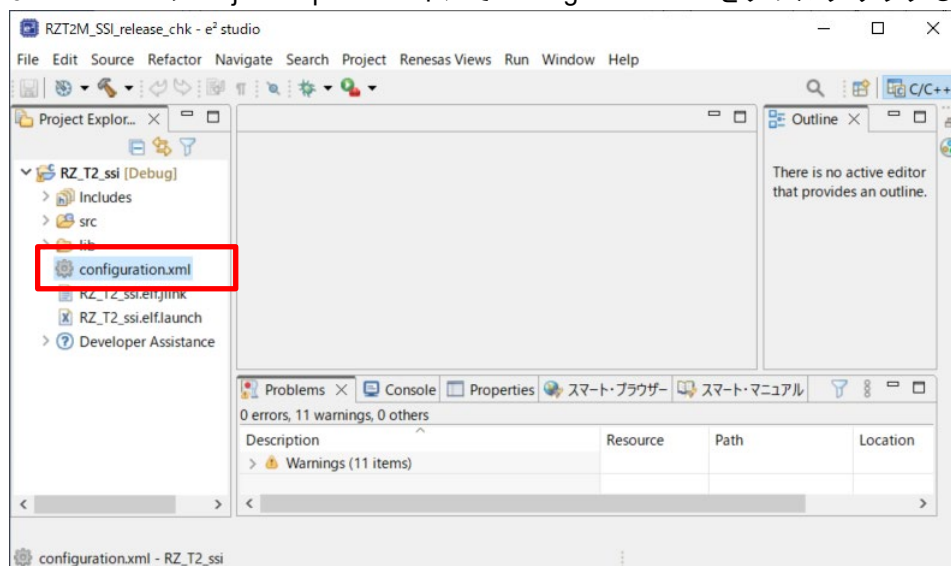 RZT2M_SSI_release_chk - e² studio
File Edit Source Refactor Navigate Search Project Renesas Views Run Window Help
C/C++
Project Explor...
Outline
RZ_T2_ssi [Debug]
Includes
src
lib
configuration.xml
RZ_T2_ssi.elf.jlink
RZ_T2_ssi.elf.launch
Developer Assistance
There is no active editor
that provides an outline.
Problems Console Properties スマート・ブラウザー スマート・マニュアル
0 errors, 11 warnings, 0 others
Description Resource Path Location
Warnings (11 items)
configuration.xml - RZ_T2_ssi